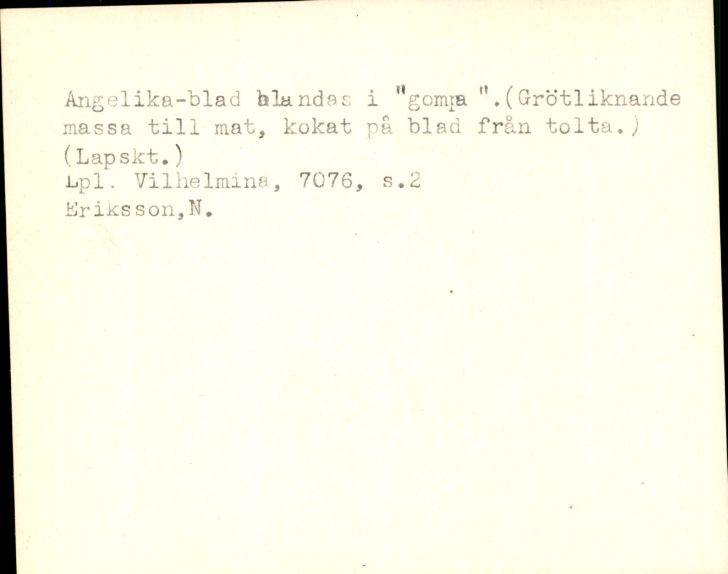 Angelika-blad blandas i "gompa".(Grötliknande
massa till mat, kokat på blad från tolta.)
(Lapskt.)
Lpl. Vilhelmina, 7076, s.2
Eriksson,N.